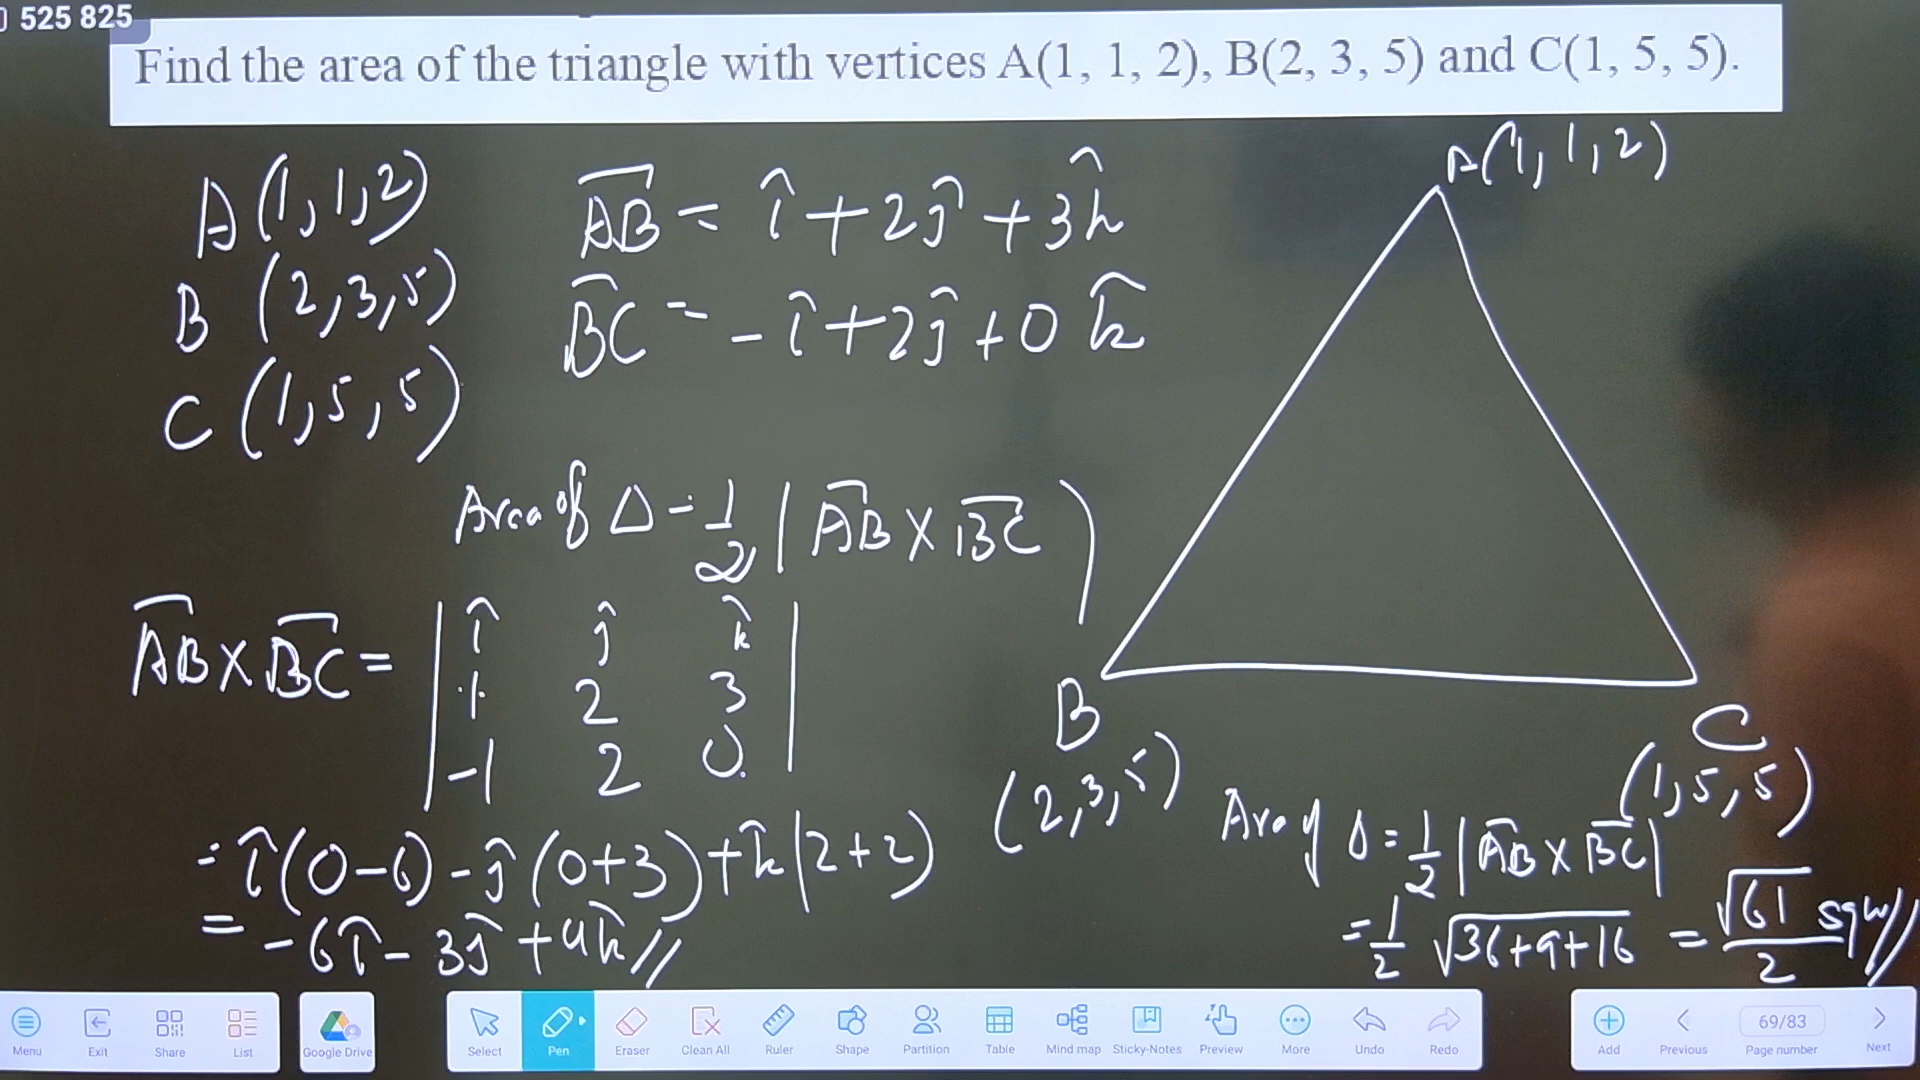 525 825
Find the area of the triangle with vertices A(1, 1, 2), B(2, 3, 5) and C(1, 5, 5).
A(1,1,2)
B (2,3,5)
C (1,5,5)
AB = î+2ĵ+3k̂
BC = -î+2ĵ+0 k̂
Area of Δ = 1/2 | AB X BC |
AB X BC = | î ĵ k̂
1 2 3
-1 2 0 |
= î(0-6) - ĵ(0+3) + k̂(2+2)
= -6î - 3ĵ + 4k̂//
A(1,1,2)
B
(2,3,5)
C
(1,5,5)
Are of Δ = 1/2 | AB X BC |
= 1/2 √36+9+16 = √61/2 sq u//
Menu
Exit
Share
List
Google Drive
Select
Pen
Eraser
Clean All
Ruler
Shape
Partition
Table
Mind map
Sticky-Notes
Preview
More
Undo
Redo
Add
Previous
69/83
Page number
Next